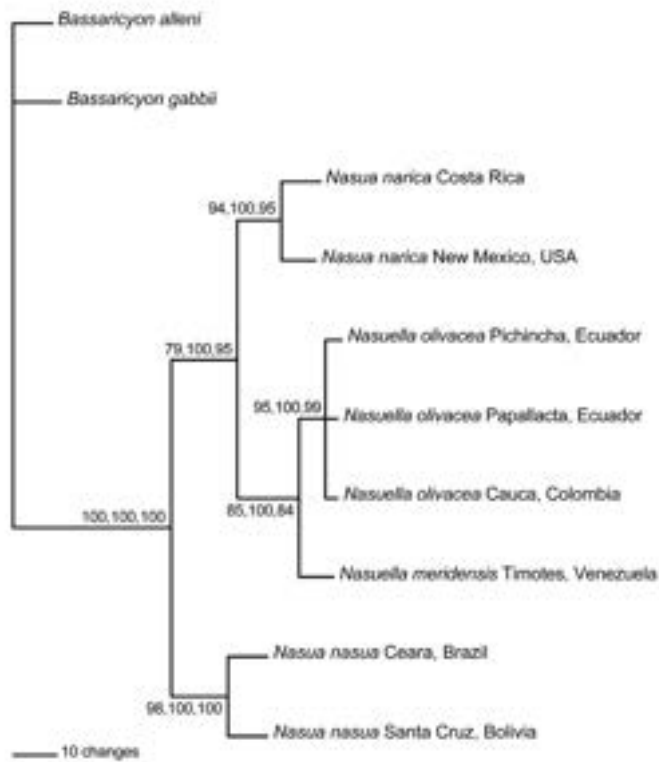 Bassaricyon alleni
Bassaricyon gabbii
Nasua narica Costa Rica
94,100,95
Nasua narica New Mexico, USA
Nasuella olivacea Pichincha, Ecuador
79,100,95
95,100,99
Nasuella olivacea Papallacta, Ecuador
Nasuella olivacea Cauca, Colombia
85,100,84
100,100,100
Nasuella meridensis Timotes, Venezuela
Nasua nasua Ceara, Brazil
98,100,100
Nasua nasua Santa Cruz, Bolivia
10 changes